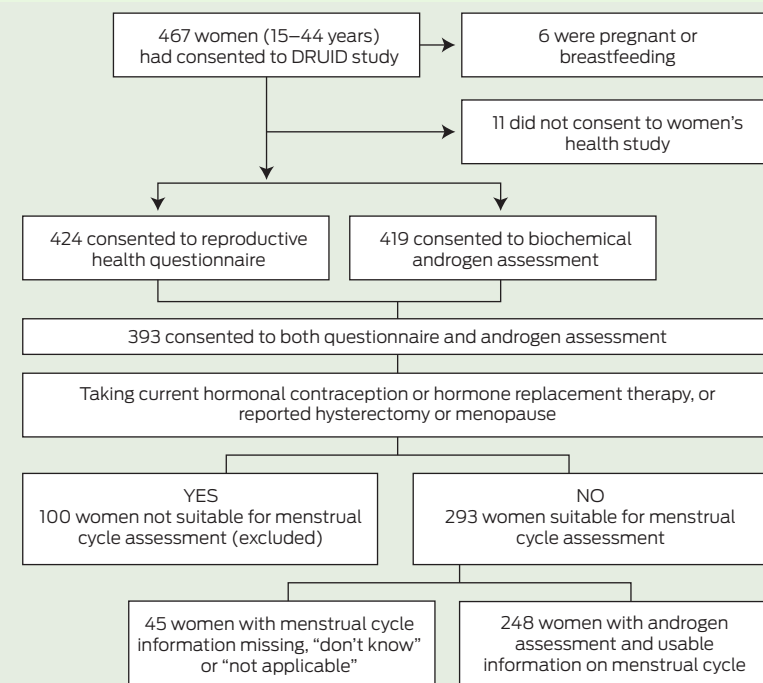 467 women (15–44 years)
had consented to DRUID study
6 were pregnant or
breastfeeding
11 did not consent to women's
health study
424 consented to reproductive
health questionnaire
419 consented to biochemical
androgen assessment
393 consented to both questionnaire and androgen assessment
Taking current hormonal contraception or hormone replacement therapy, or
reported hysterectomy or menopause
YES
100 women not suitable for menstrual
cycle assessment (excluded)
NO
293 women suitable for menstrual
cycle assessment
45 women with menstrual cycle
information missing, “don’t know”
or “not applicable”
248 women with androgen
assessment and usable
information on menstrual cycle